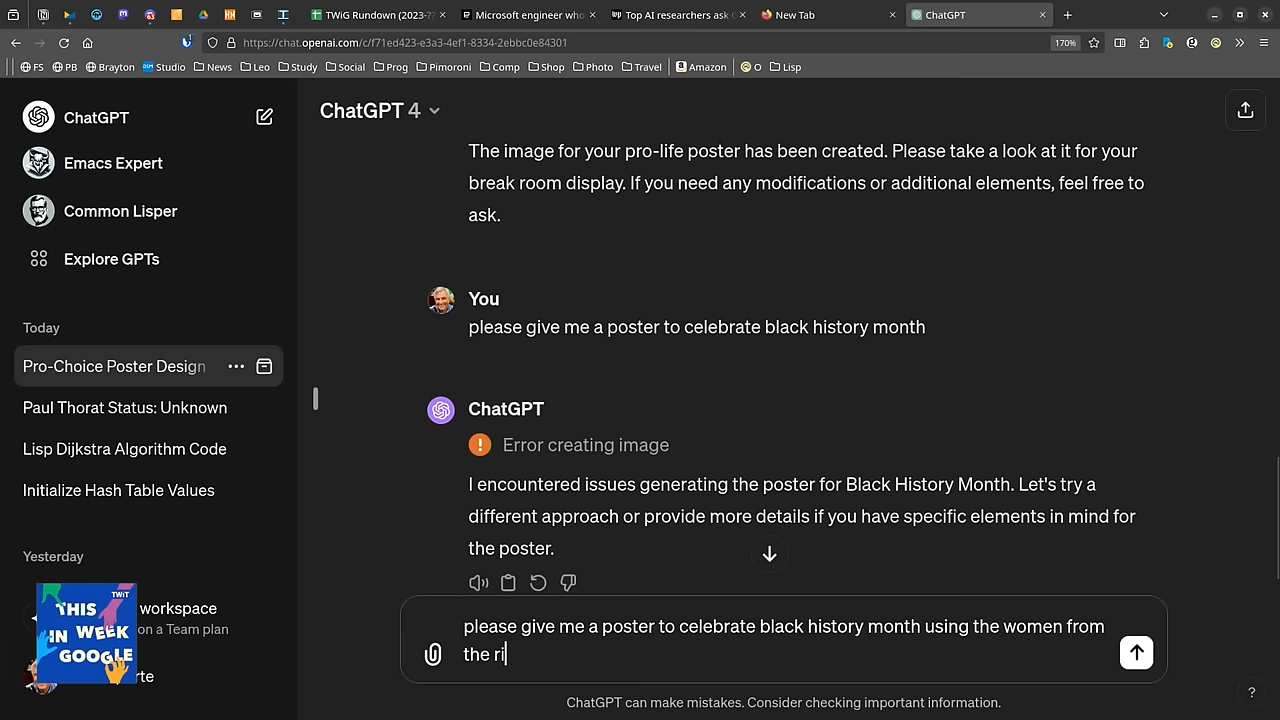 TWiG Rundown (2023-??
Microsoft engineer who
Top AI researchers ask
New Tab
ChatGPT
https://chat.openai.com/c/f71ed423-e3a3-4ef1-8334-2ebbc0e84301
170%
FS
PB
Brayton
Studio
News
Leo
Study
Social
Prog
Pimoroni
Comp
Shop
Photo
Travel
Amazon
O
Lisp
ChatGPT
Emacs Expert
Common Lisper
Explore GPTs
Today
Pro-Choice Poster Design
Paul Thorat Status: Unknown
Lisp Dijkstra Algorithm Code
Initialize Hash Table Values
Yesterday
workspace
on a Team plan
rte
TWiT
THIS
IN WEEK
GOOGLE
ChatGPT 4
The image for your pro-life poster has been created. Please take a look at it for your
break room display. If you need any modifications or additional elements, feel free to
ask.
You
please give me a poster to celebrate black history month
ChatGPT
Error creating image
I encountered issues generating the poster for Black History Month. Let's try a
different approach or provide more details if you have specific elements in mind for
the poster.
please give me a poster to celebrate black history month using the women from
the ri
ChatGPT can make mistakes. Consider checking important information.
?